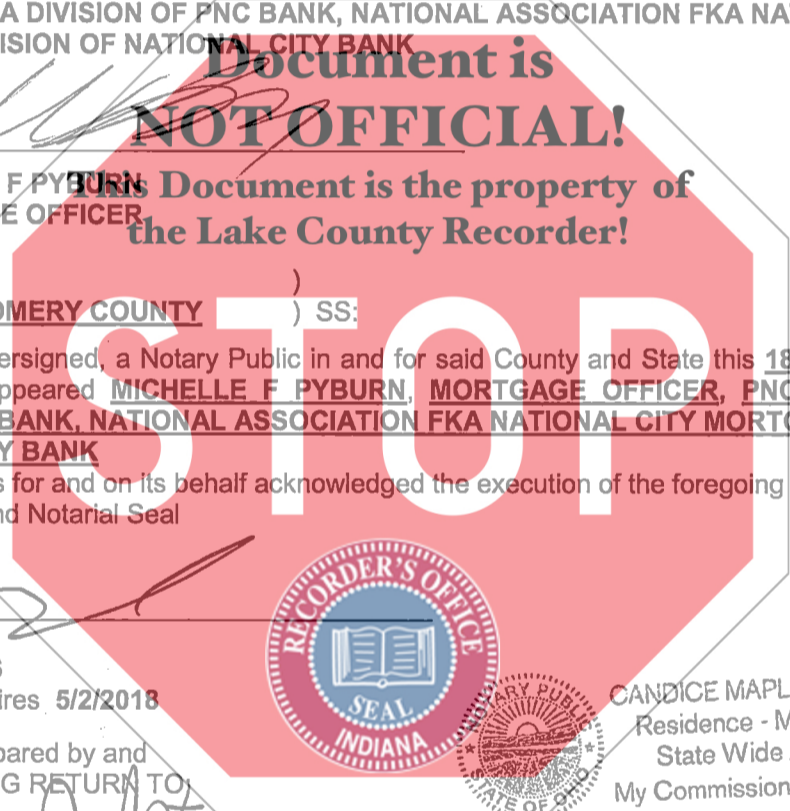 A DIVISION OF PNC BANK, NATIONAL ASSOCIATION FKA NA
ISION OF NATIONAL CITY BANK
Document is
NOT OFFICIAL!
F PYBURN
This Document is the property of
E OFFICER
the Lake County Recorder!
)
OMERY COUNTY ) SS:
STOP
ersigned, a Notary Public in and for said County and State this 18
ppeared MICHELLE F PYBURN, MORTGAGE OFFICER, PNC
BANK, NATIONAL ASSOCIATION FKA NATIONAL CITY MORTG
Y BANK
s for and on its behalf acknowledged the execution of the foregoing
nd Notarial Seal
RECORDER'S OFFICE
SEAL
INDIANA
ires 5/2/2018
NOTARY PUBLIC
STATE OF OHIO
CANDICE MAPL
Residence - M
State Wide
My Commission
pared by and
G RETURN TO